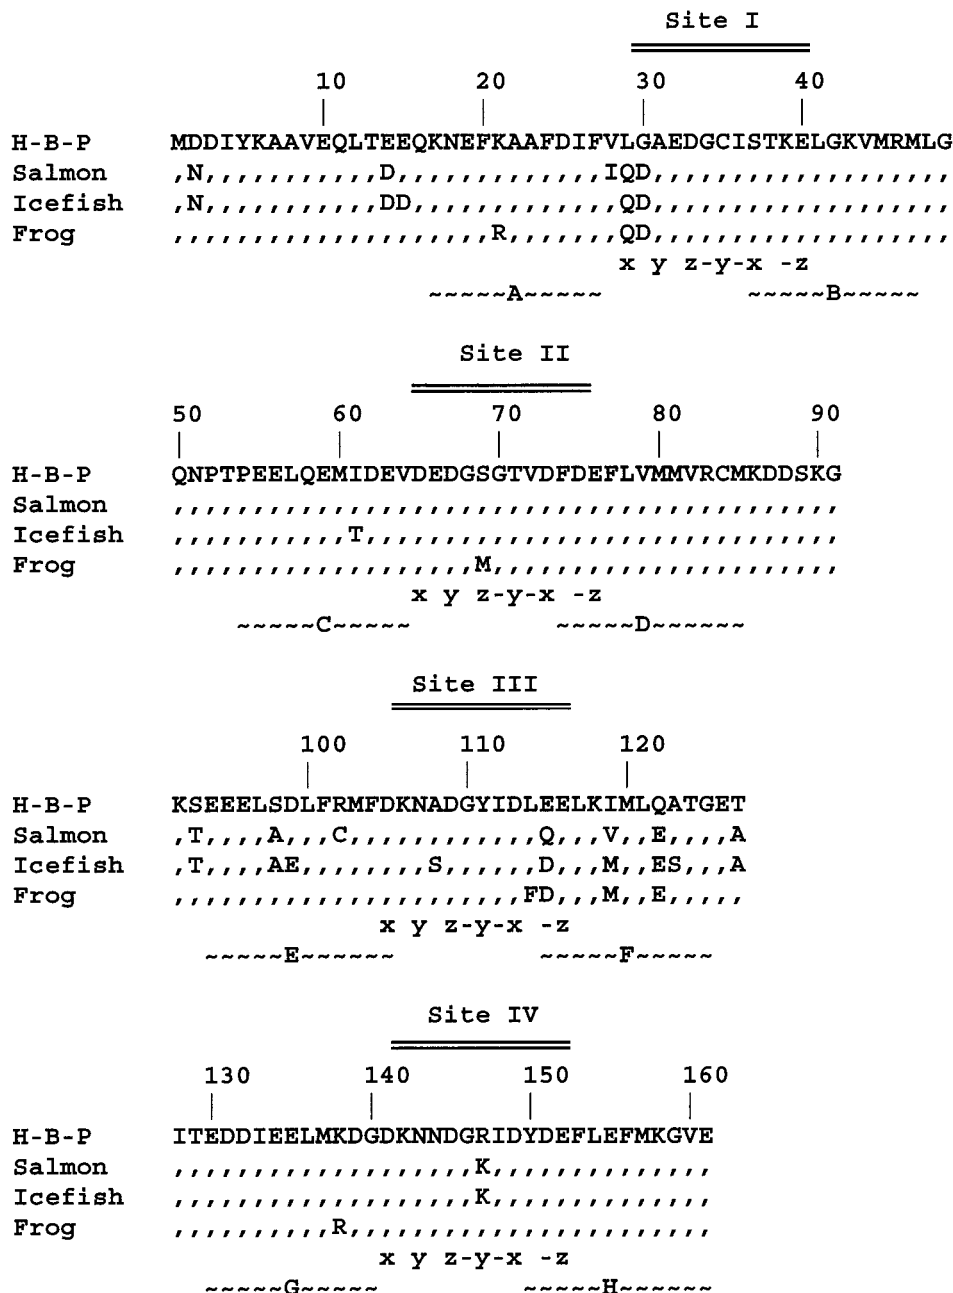 Site I
10 20 30 40
H-B-P MDDIYKAAVEQLTEEQKNEFKAAFDIFVLGAEDGCISTKELGKVMRMLG
Salmon ,N,,,,,,,,,,,D,,,,,,,,,,,,,IQD,,,,,,,,,,,,,,,,,,,
Icefish ,N,,,,,,,,,,,DD,,,,,,,,,,,,,QD,,,,,,,,,,,,,,,,,,,
Frog ,,,,,,,,,,,,,,,,,,,,R,,,,,,,QD,,,,,,,,,,,,,,,,,,,
x y z-y-x -z
~~~~~A~~~~~ ~~~~~B~~~~~
Site II
50 60 70 80 90
H-B-P QNPTPEELQEMIDEVDEDGSGTVDFDEFLVMMVRCMKDDSKG
Salmon ,,,,,,,,,,,,,,,,,,,,,,,,,,,,,,,,,,,,,,,,,,
Icefish ,,,,,,,,,,,T,,,,,,,,,,,,,,,,,,,,,,,,,,,,,,
Frog ,,,,,,,,,,,,,,,,,,,M,,,,,,,,,,,,,,,,,,,,,,
x y z-y-x -z
~~~~~C~~~~~ ~~~~~D~~~~~~
Site III
100 110 120
H-B-P KSEEELSDLFRMFDKNADGYIDLEELKIMLQATGET
Salmon ,T,,,,A,,,C,,,,,,,,,,,,Q,,,V,,E,,,,A
Icefish ,T,,,,AE,,,,,,,,S,,,,,,D,,,M,,ES,,,A
Frog ,,,,,,,,,,,,,,,,,,,,,,FD,,,M,,E,,,,,
x y z-y-x -z
~~~~~E~~~~~~ ~~~~~F~~~~~
Site IV
130 140 150 160
H-B-P ITEDDIEELMKDGDKNNDGRIDYDEFLEFMKGVE
Salmon ,,,,,,,,,,,,,,,,,,,K,,,,,,,,,,,,,,
Icefish ,,,,,,,,,,,,,,,,,,,K,,,,,,,,,,,,,,
Frog ,,,,,,,,,,R,,,,,,,,,,,,,,,,,,,,,,,
x y z-y-x -z
~~~~~G~~~~~ ~~~~~H~~~~~~